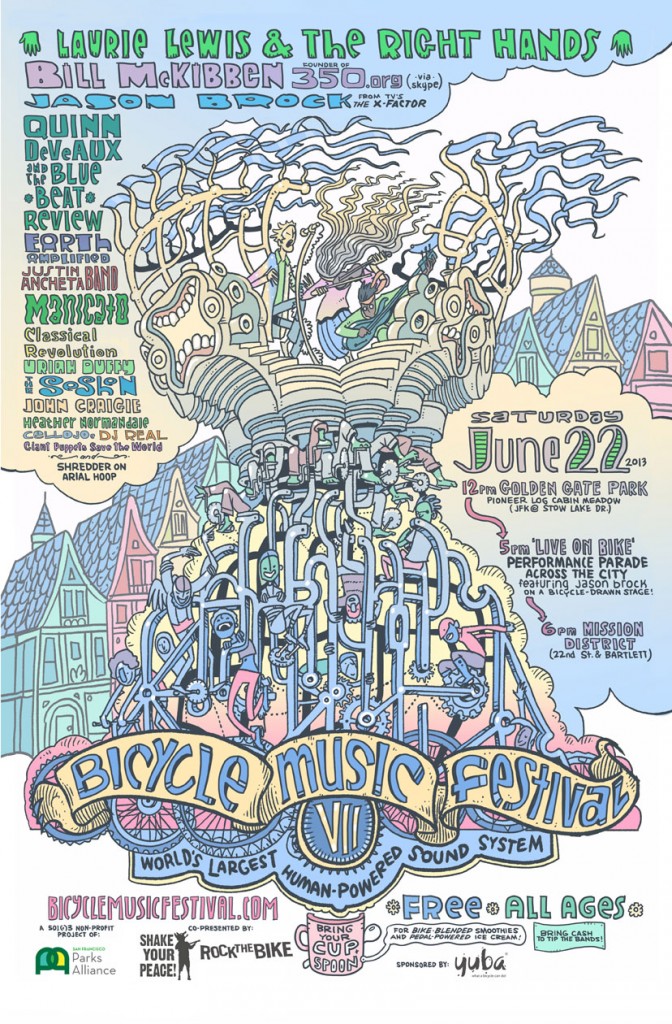 LAURIE LEWIS & THE RIGHT HANDS
BILL McKIBBEN FOUNDER OF 350.org (via skype)
JASON BROCK FROM TV'S THE X-FACTOR
QUINN
DeVeAUX
AND THE BLUE
BEAT
REVIEW
EARTH
AMPLIFIED
JUSTIN
ANCHETA BAND
MANICATO
Classical
Revolution
URIAH DUFFY
SESSION
JOHN CRAIGIE
HEATHER NORMANDALE
CELLOJOE DJ REAL
Giant Puppets Save The World
SHREDDER ON
ARIAL HOOP
SATURDAY
June 22 2013
12PM GOLDEN GATE PARK
PIONEER LOG CABIN MEADOW
(JFK @ STOW LAKE DR.)
5PM 'LIVE ON BIKE'
PERFORMANCE PARADE
ACROSS THE CITY
featuring Jason Brock
ON A BICYCLE-DRAWN STAGE!
6PM MISSION
DISTRICT
(22nd St. & BARTLETT)
BICYCLE MUSIC FESTIVAL
VII
WORLD'S LARGEST HUMAN-POWERED SOUND SYSTEM
BICYCLEMUSICFESTIVAL.COM
FREE ALL AGES
A 501(c)3 NON-PROFIT
PROJECT OF:
SAN FRANCISCO
Parks
Alliance
CO-PRESENTED BY:
SHAKE
YOUR
PEACE!
ROCK THE BIKE
BRING
YOUR
CUP
SPOON
FOR BIKE-BLENDED SMOOTHIES
AND PEDAL-POWERED ICE CREAM!
BRING CASH
TO TIP THE BANDS!
SPONSORED BY: yuba